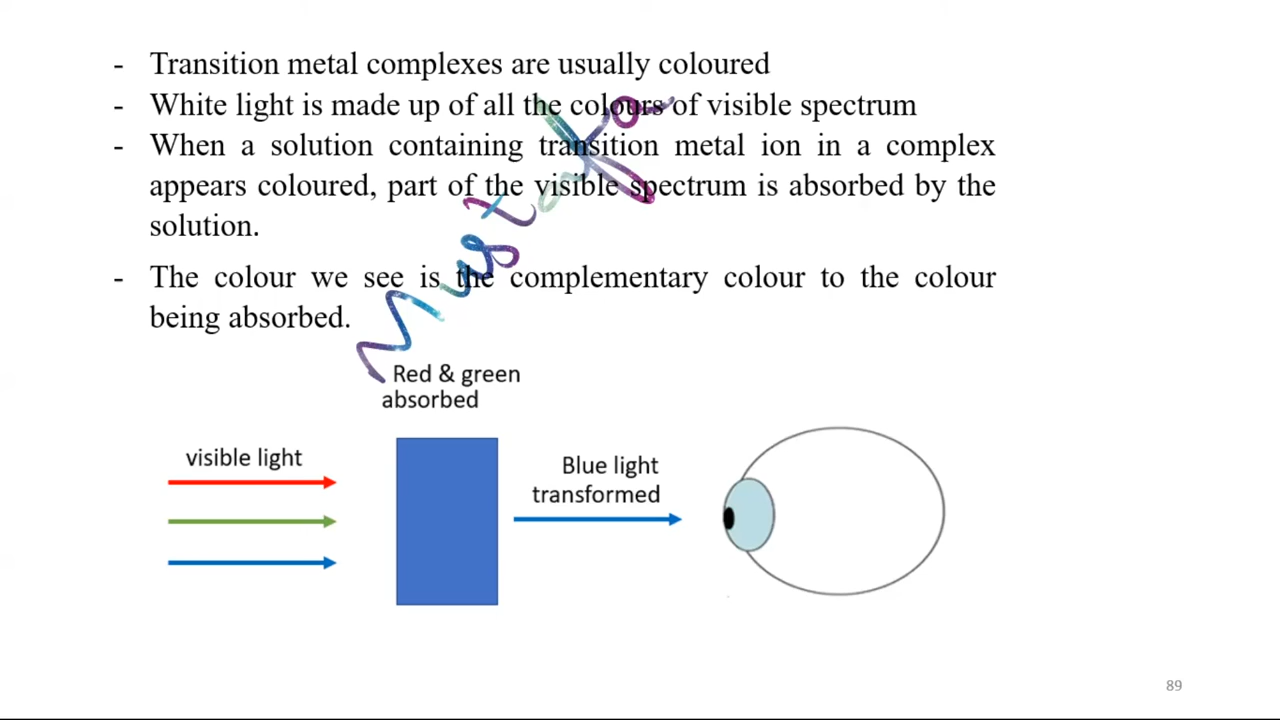 - Transition metal complexes are usually coloured
- White light is made up of all the colours of visible spectrum
- When a solution containing transition metal ion in a complex
appears coloured, part of the visible spectrum is absorbed by the
solution.
- The colour we see is the complementary colour to the colour
being absorbed.
Mustafa
Red & green
absorbed
visible light
Blue light
transformed
89